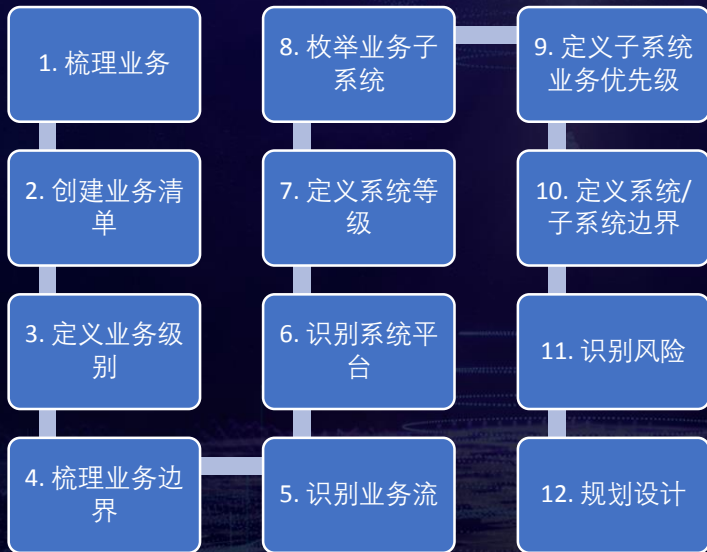 1. 梳理业务
2. 创建业务清
单
3. 定义业务级
别
4. 梳理业务边
界
5. 识别业务流
6. 识别系统平
台
7. 定义系统等
级
8. 枚举业务子
系统
9. 定义子系统
业务优先级
10. 定义系统/
子系统边界
11. 识别风险
12. 规划设计